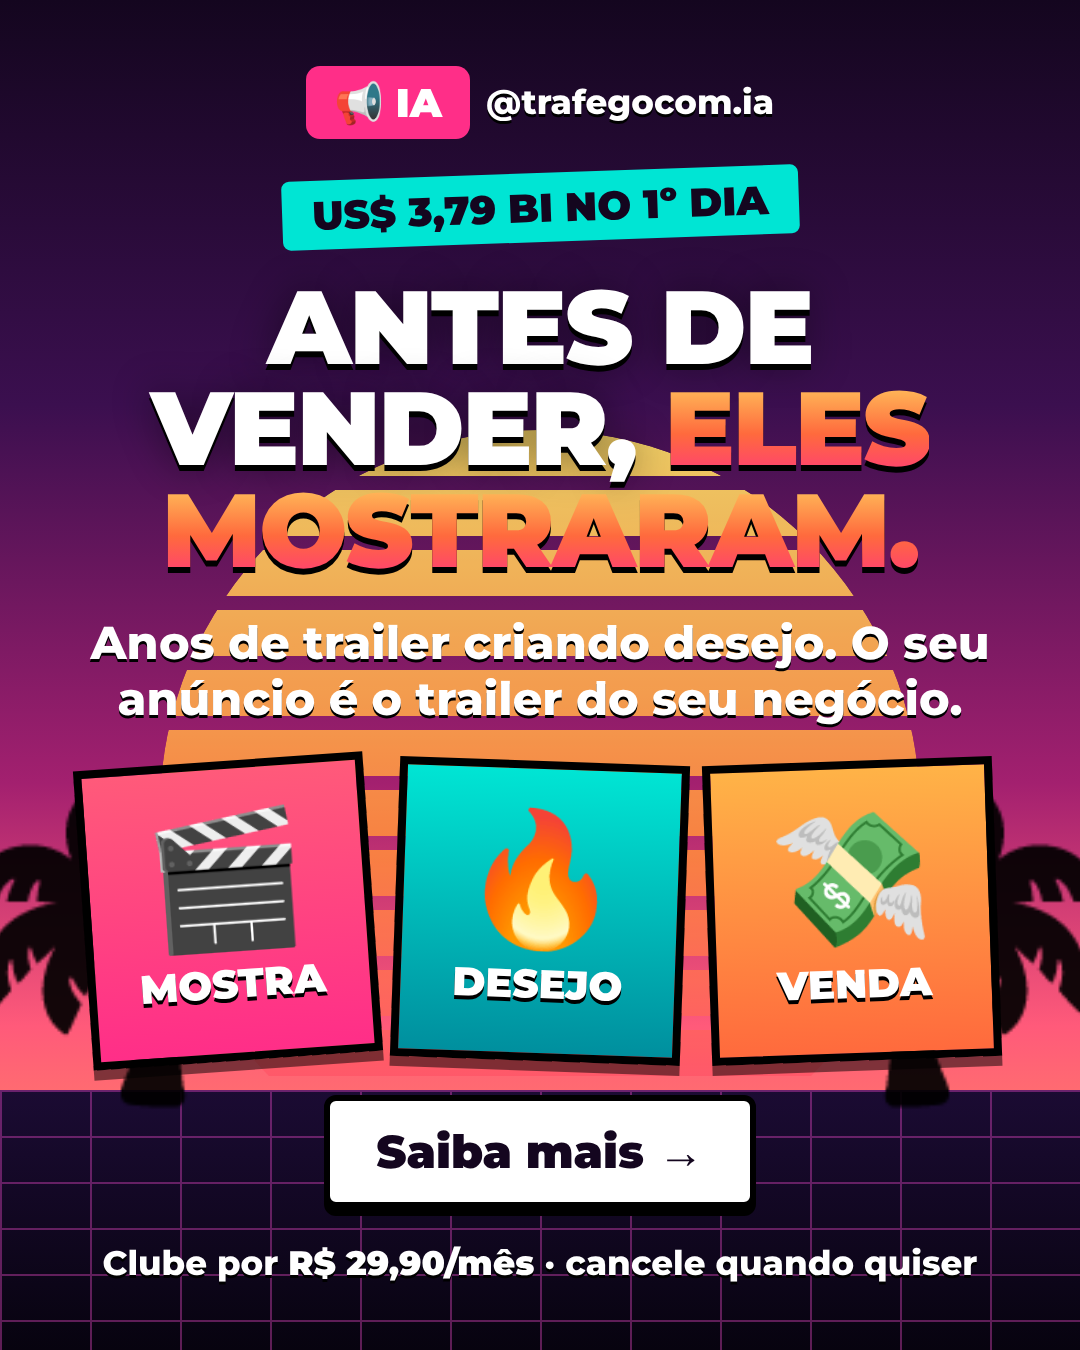 📢 IA @trafegocom.ia
US$ 3,79 BI NO 1º DIA
ANTES DE
VENDER, ELES
MOSTRARAM.
Anos de trailer criando desejo. O seu
anúncio é o trailer do seu negócio.
MOSTRA
DESEJO
VENDA
Saiba mais →
Clube por R$ 29,90/mês · cancele quando quiser